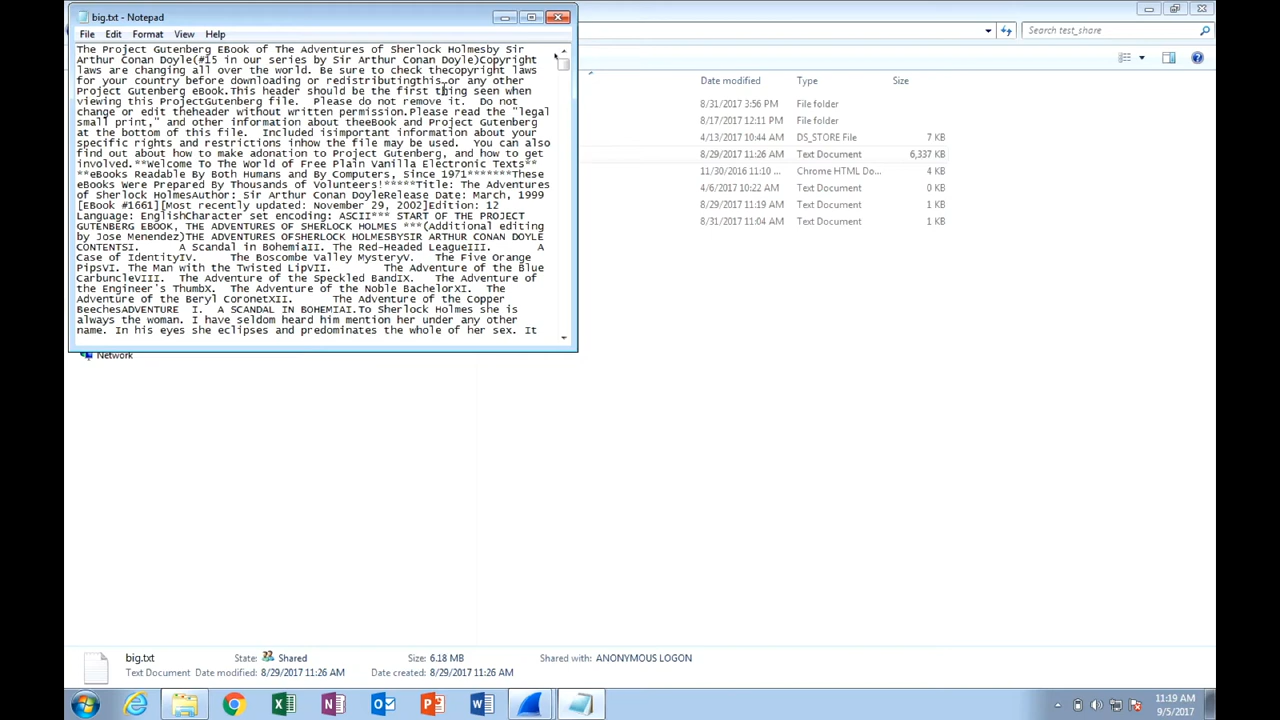 big.txt - Notepad
File Edit Format View Help
The Project Gutenberg EBook of The Adventures of Sherlock Holmesby Sir
Arthur Conan Doyle(#15 in our series by Sir Arthur Conan Doyle)Copyright
laws are changing all over the world. Be sure to check thecopyright laws
for your country before downloading or redistributingthis or any other
Project Gutenberg eBook.This header should be the first thing seen when
viewing this ProjectGutenberg file.  Please do not remove it.  Do not
change or edit theheader without written permission.Please read the "legal
small print," and other information about theeBook and Project Gutenberg
at the bottom of this file.  Included isimportant information about your
specific rights and restrictions inhow the file may be used.  You can also
find out about how to make adonation to Project Gutenberg, and how to get
involved.**Welcome To The World of Free Plain Vanilla Electronic Texts**
**eBooks Readable By Both Humans and By Computers, Since 1971*******These
eBooks Were Prepared By Thousands of Volunteers!*****Title: The Adventures
of Sherlock HolmesAuthor: Sir Arthur Conan DoyleRelease Date: March, 1999
[EBook #1661][Most recently updated: November 29, 2002]Edition: 12
Language: EnglishCharacter set encoding: ASCII*** START OF THE PROJECT
GUTENBERG EBOOK, THE ADVENTURES OF SHERLOCK HOLMES ***(Additional editing
by Jose Menendez)THE ADVENTURES OFSHERLOCK HOLMESBYSIR ARTHUR CONAN DOYLE
CONTENTSI.      A Scandal in BohemiaII. The Red-Headed LeagueIII.      A
Case of IdentityIV.     The Boscombe Valley MysteryV.   The Five Orange
PipsVI. The Man with the Twisted LipVII.       The Adventure of the Blue
CarbuncleVIII.  The Adventure of the Speckled BandIX.   The Adventure of
the Engineer's ThumbX.  The Adventure of the Noble BachelorXI.  The
Adventure of the Beryl CoronetXII.      The Adventure of the Copper
BeechesADVENTURE  I.  A SCANDAL IN BOHEMIAI.To Sherlock Holmes she is
always the woman. I have seldom heard him mention her under any other
name. In his eyes she eclipses and predominates the whole of her sex. It
Network
Search test_share
Date modified Type Size
8/31/2017 3:56 PM File folder
8/17/2017 12:11 PM File folder
4/13/2017 10:44 AM DS_STORE File 7 KB
8/29/2017 11:26 AM Text Document 6,337 KB
11/30/2016 11:10 ... Chrome HTML Do... 4 KB
4/6/2017 10:22 AM Text Document 0 KB
8/29/2017 11:19 AM Text Document 1 KB
8/31/2017 11:04 AM Text Document 1 KB
big.txt State: Shared Size: 6.18 MB Shared with: ANONYMOUS LOGON
Text Document Date modified: 8/29/2017 11:26 AM Date created: 8/29/2017 11:26 AM
11:19 AM
9/5/2017